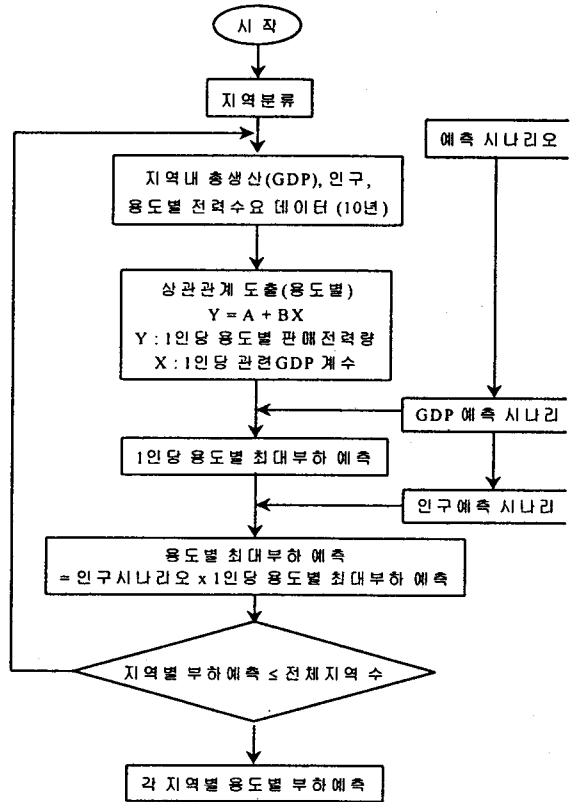 시 작
지역분류
예측 시나리오
지역내 총생산(GDP), 인구,
용도별 전력수요 데이터 (10년)
상관관계 도출(용도별)
Y = A + BX
Y : 1인당 용도별 판매전력량
X : 1인당 관련GDP 계수
GDP 예측 시나리
1인당 용도별 최대부하 예측
인구예측 시나리
용도별 최대부하 예측
= 인구시나리오 x 1인당 용도별 최대부하 예측
지역별 부하예측 ≤ 전체지역 수
각 지역별 용도별 부하예측